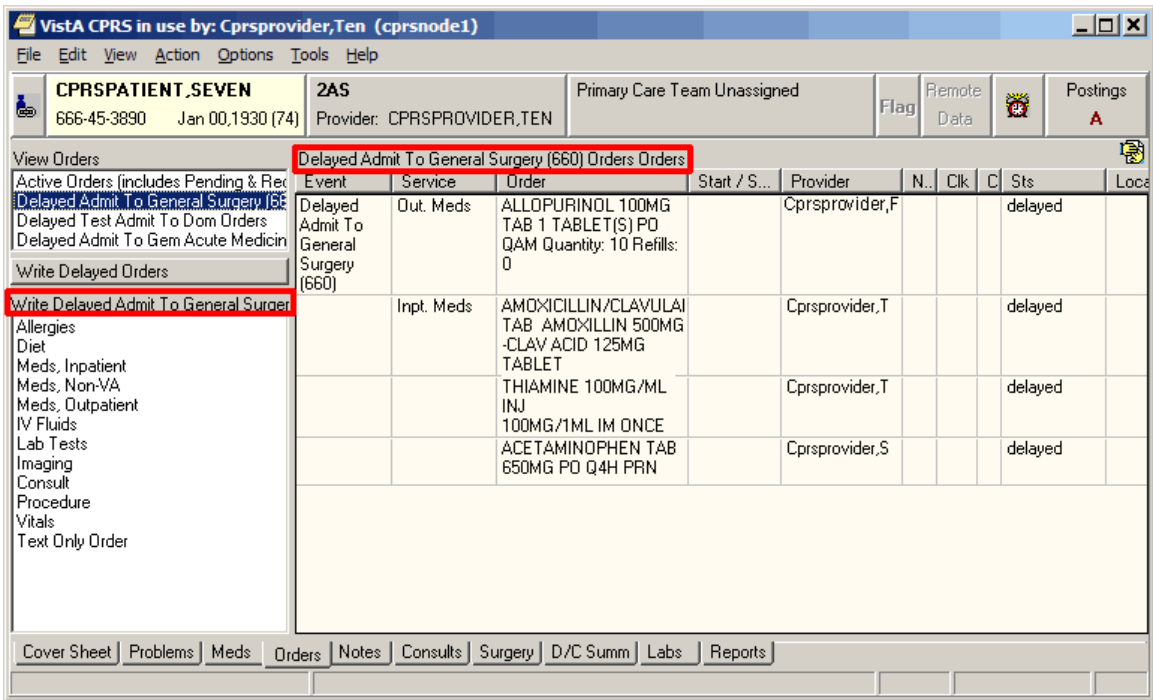 VistA CPRS in use by: Cprsprovider,Ten (cprsnode1)
File Edit View Action Options Tools Help
CPRSPATIENT,SEVEN
666-45-3890 Jan 00,1930 (74)
2AS
Provider: CPRSPROVIDER,TEN
Primary Care Team Unassigned
Flag
Remote
Data
Postings
A
View Orders
Active Orders (includes Pending & Rec
Delayed Admit To General Surgery (66
Delayed Test Admit To Dom Orders
Delayed Admit To Gem Acute Medicin
Write Delayed Orders
Write Delayed Admit To General Surger
Allergies
Diet
Meds, Inpatient
Meds, Non-VA
Meds, Outpatient
IV Fluids
Lab Tests
Imaging
Consult
Procedure
Vitals
Text Only Order
Delayed Admit To General Surgery (660) Orders Orders
Event Service Order Start / S... Provider N.. Clk C Sts Loca
Delayed
Admit To
General
Surgery
(660)
Out. Meds
ALLOPURINOL 100MG
TAB 1 TABLET(S) PO
QAM Quantity: 10 Refills:
0
Cprsprovider,F
delayed
Inpt. Meds
AMOXICILLIN/CLAVULAI
TAB AMOXILLIN 500MG
-CLAV ACID 125MG
TABLET
Cprsprovider,T
delayed
THIAMINE 100MG/ML
INJ
100MG/1ML IM ONCE
Cprsprovider,T
delayed
ACETAMINOPHEN TAB
650MG PO Q4H PRN
Cprsprovider,S
delayed
Cover Sheet Problems Meds Orders Notes Consults Surgery D/C Summ Labs Reports